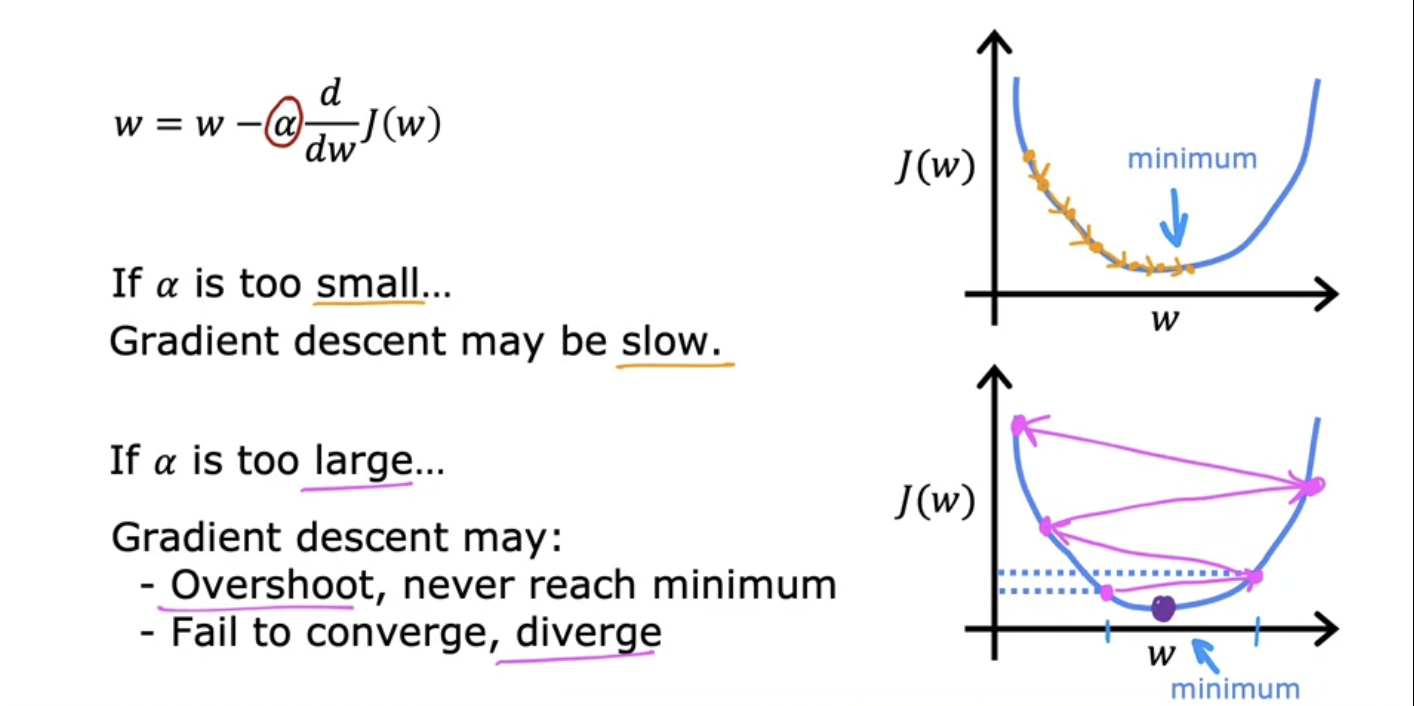 w = w − α d/dw J(w)
If α is too small...
Gradient descent may be slow.
If α is too large...
Gradient descent may:
- Overshoot, never reach minimum
- Fail to converge, diverge
J(w)
minimum
w
J(w)
w
minimum